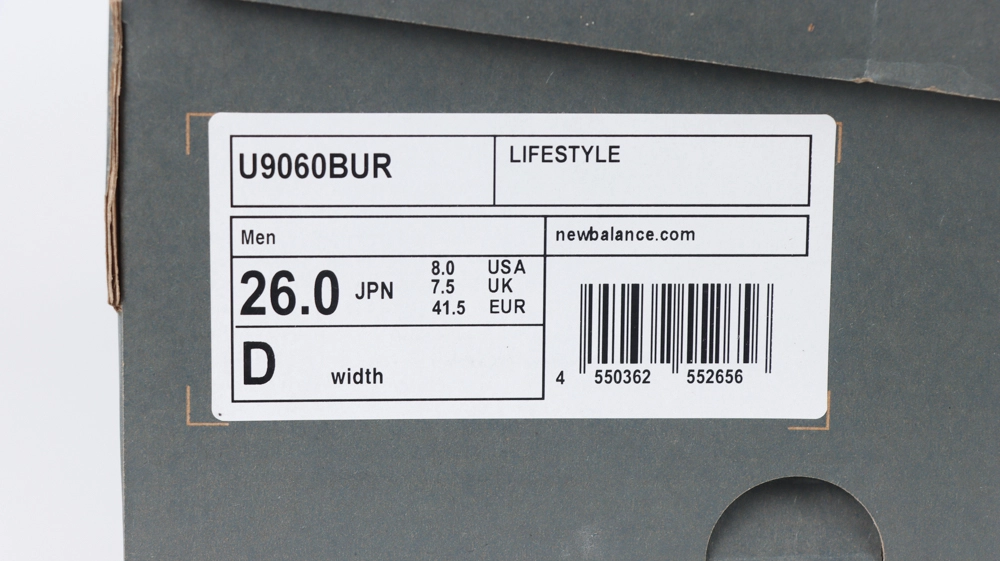 U9060BUR
LIFESTYLE
Men
newbalance.com
26.0 JPN
8.0 USA
7.5 UK
41.5 EUR
D width
4 550362 552656